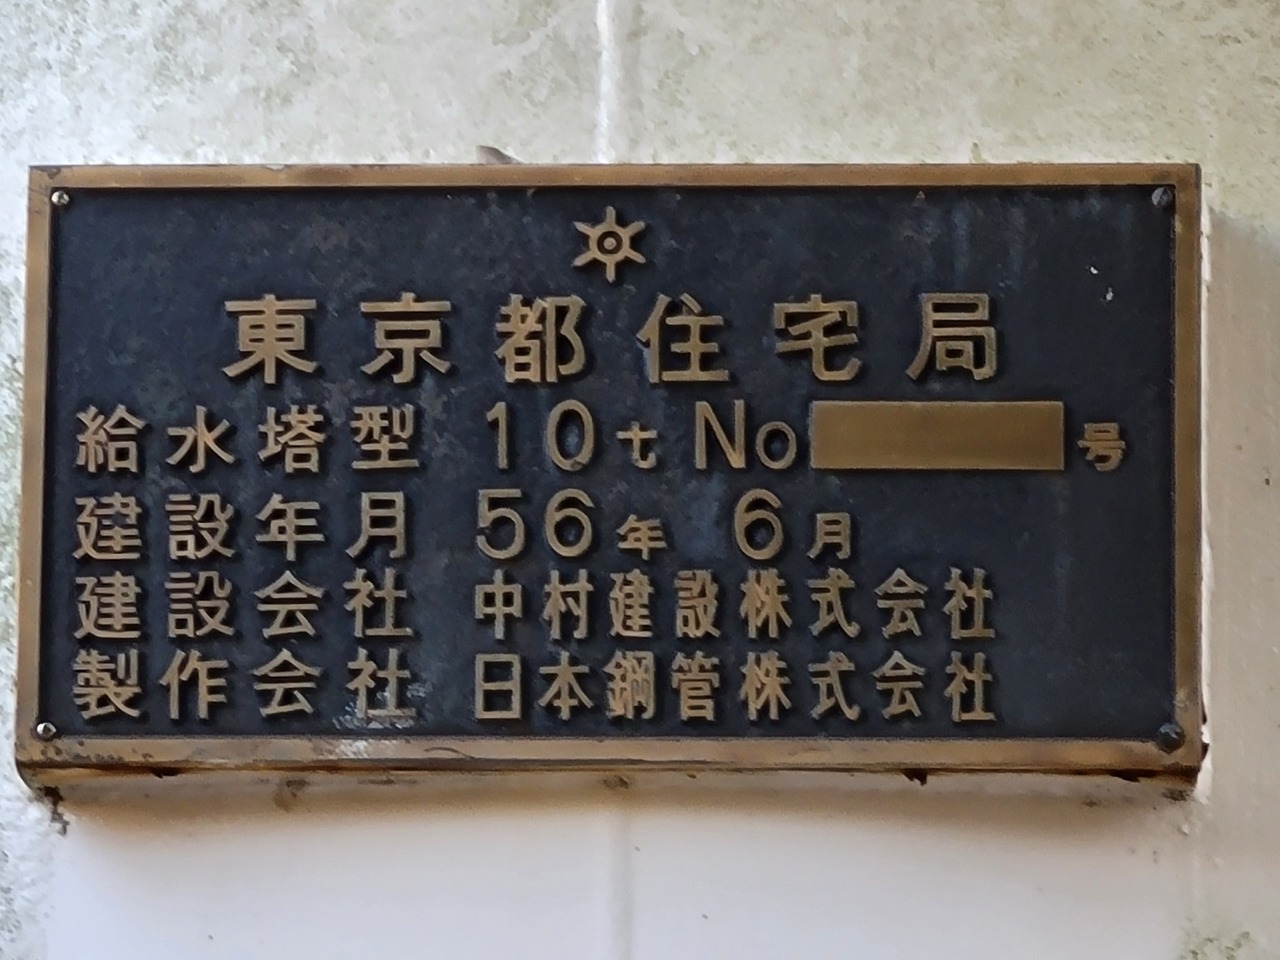 東京都住宅局
給水塔型 10t No 号
建設年月 56年 6月
建設会社 中村建設株式会社
製作会社 日本鋼管株式会社